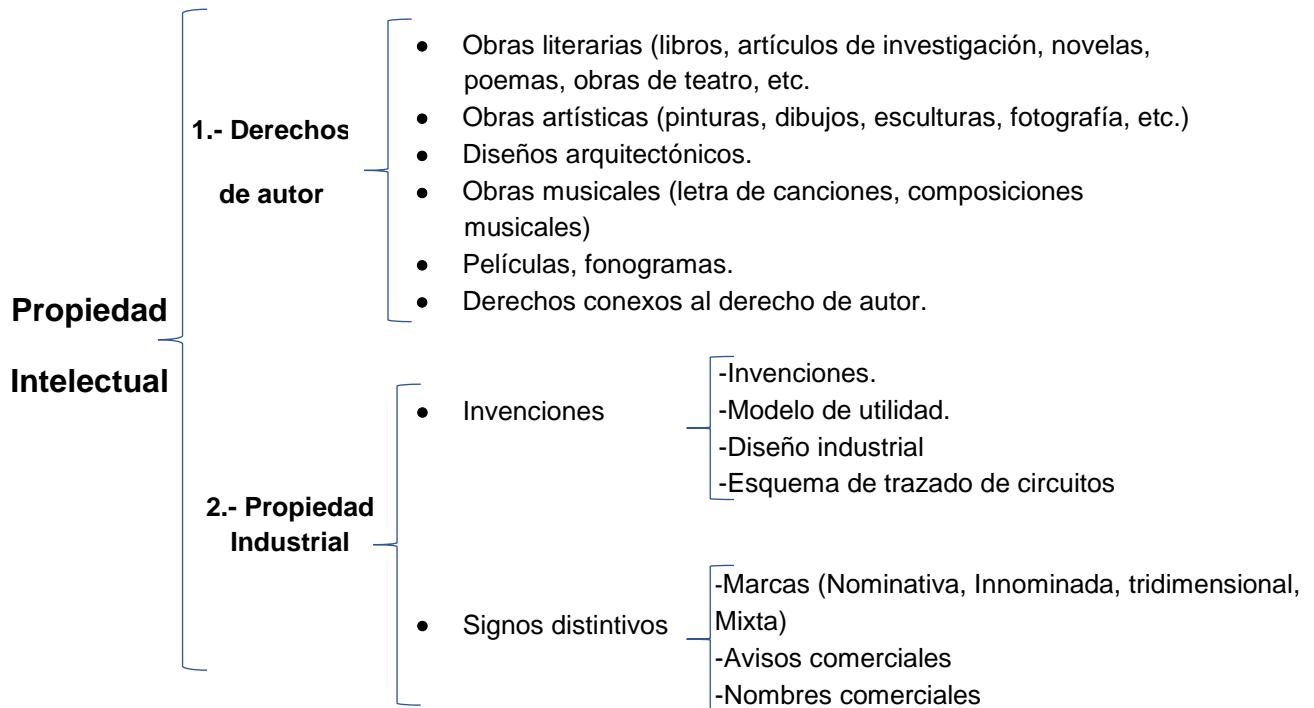 Propiedad
Intelectual
1.- Derechos
de autor
● Obras literarias (libros, artículos de investigación, novelas,
poemas, obras de teatro, etc.
● Obras artísticas (pinturas, dibujos, esculturas, fotografía, etc.)
● Diseños arquitectónicos.
● Obras musicales (letra de canciones, composiciones
musicales)
● Películas, fonogramas.
● Derechos conexos al derecho de autor.
2.- Propiedad
Industrial
● Invenciones
-Invenciones.
-Modelo de utilidad.
-Diseño industrial
-Esquema de trazado de circuitos
● Signos distintivos
-Marcas (Nominativa, Innominada, tridimensional,
Mixta)
-Avisos comerciales
-Nombres comerciales